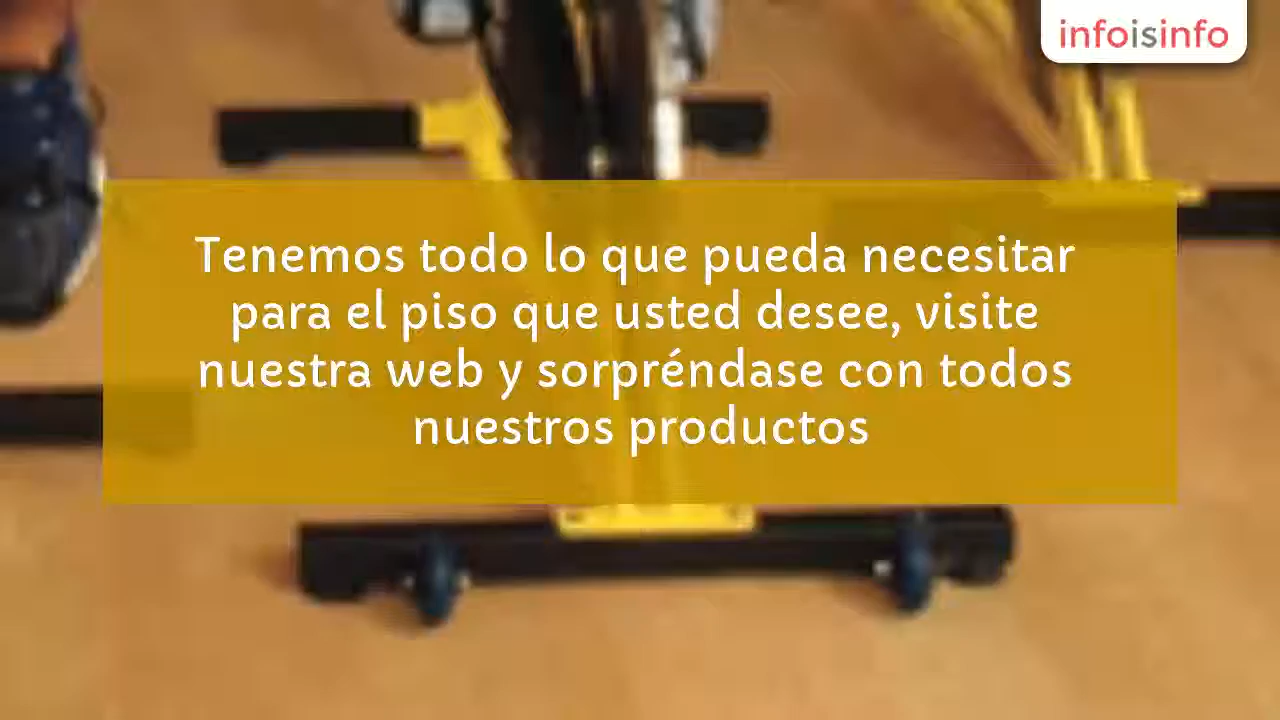 infoisinfo
Tenemos todo lo que pueda necesitar
para el piso que usted desee, visite
nuestra web y sorpréndase con todos
nuestros productos